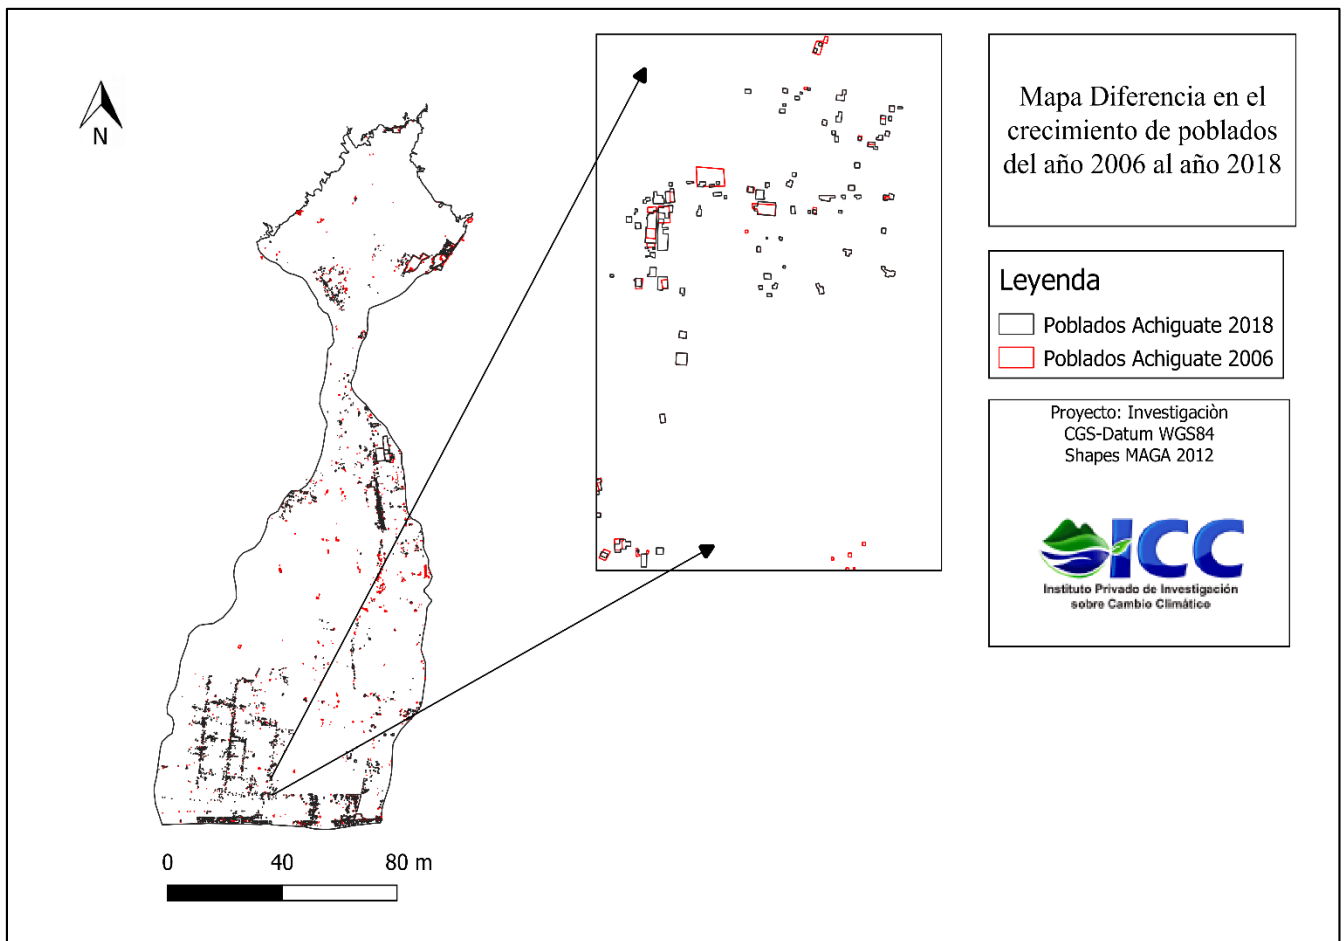 N
Mapa Diferencia en el
crecimiento de poblados
del año 2006 al año 2018
Leyenda
Poblados Achiguate 2018
Poblados Achiguate 2006
Proyecto: Investigaciòn
CGS-Datum WGS84
Shapes MAGA 2012
ICC
Instituto Privado de Investigación
sobre Cambio Climático
0 40 80 m